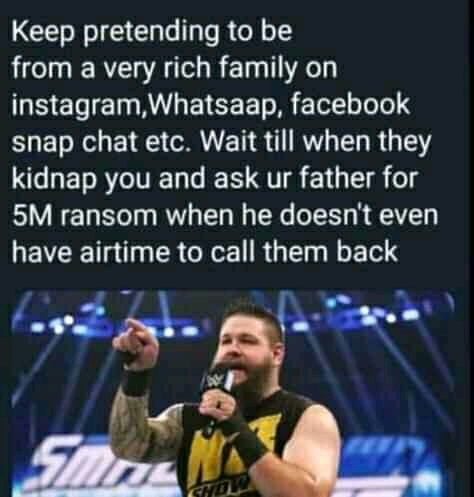 Keep pretending to be
from a very rich family on
instagram,Whatsaap, facebook
snap chat etc. Wait till when they
kidnap you and ask ur father for
5M ransom when he doesn't even
have airtime to call them back
W
SHOW